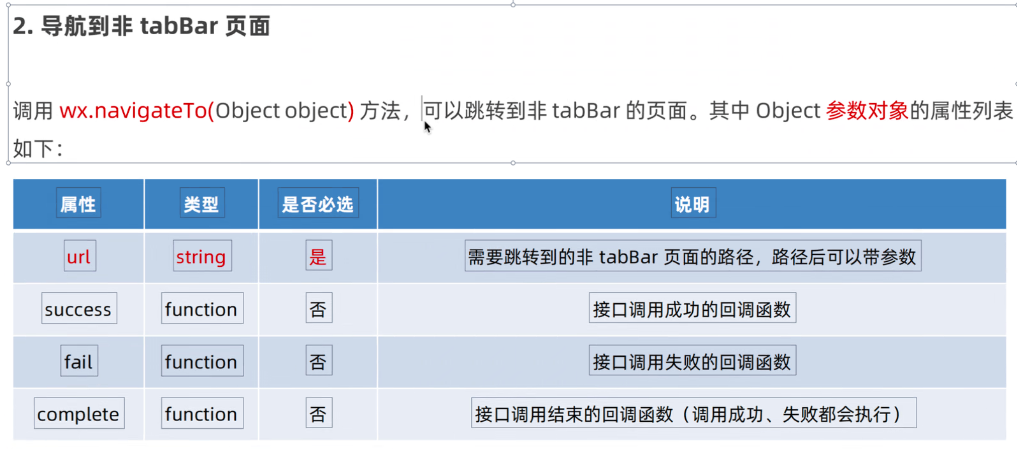 2. 导航到非 tabBar 页面
调用 wx.navigateTo(Object object) 方法，可以跳转到非 tabBar 的页面。其中 Object 参数对象的属性列表
如下：
属性 类型 是否必选 说明
url string 是 需要跳转到的非 tabBar 页面的路径，路径后可以带参数
success function 否 接口调用成功的回调函数
fail function 否 接口调用失败的回调函数
complete function 否 接口调用结束的回调函数（调用成功、失败都会执行）